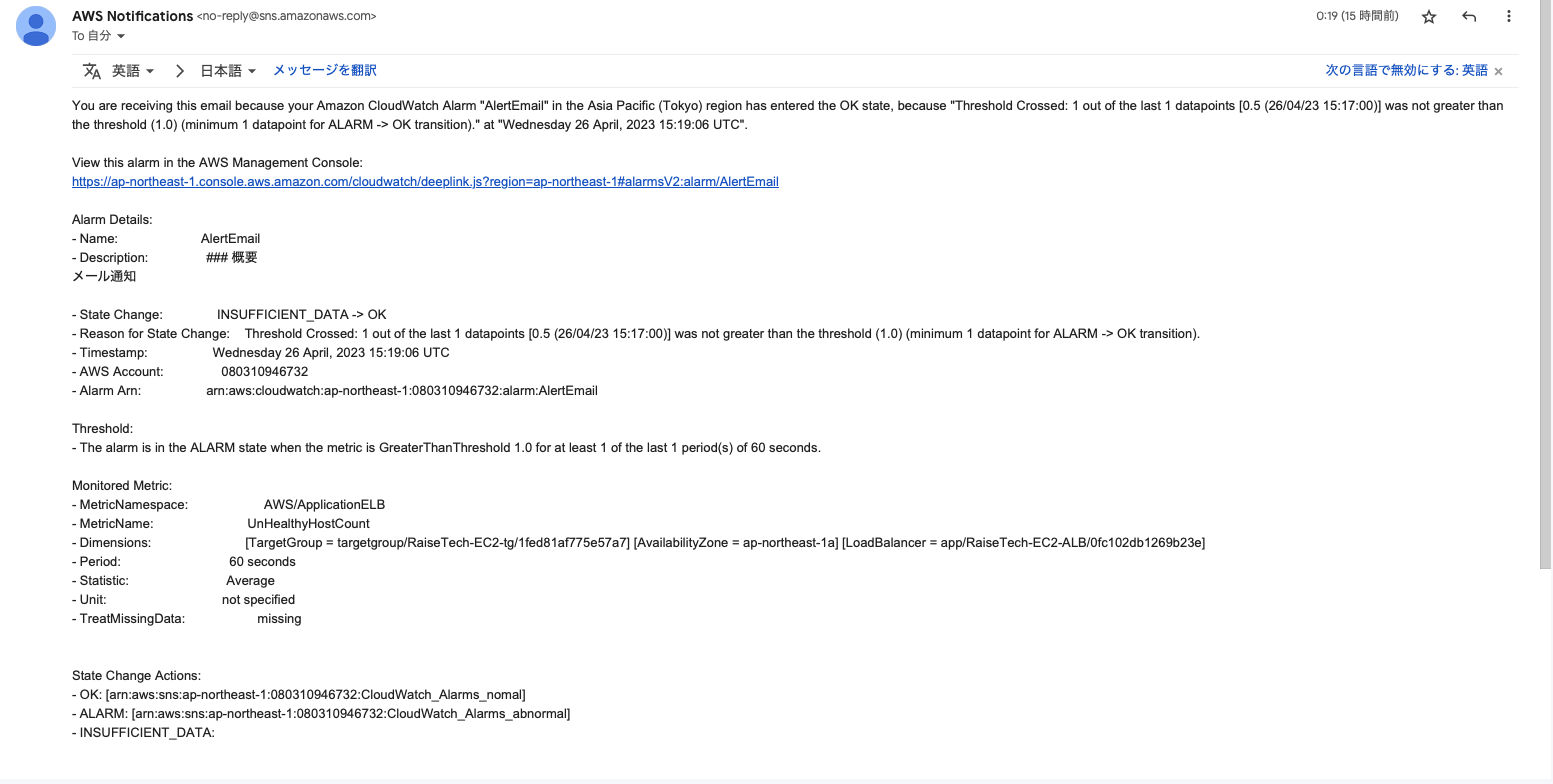 AWS Notifications <no-reply@sns.amazonaws.com>
0:19 (15 時間前)
To 自分
英語 日本語 メッセージを翻訳
次の言語で無効にする: 英語
You are receiving this email because your Amazon CloudWatch Alarm "AlertEmail" in the Asia Pacific (Tokyo) region has entered the OK state, because "Threshold Crossed: 1 out of the last 1 datapoints [0.5 (26/04/23 15:17:00)] was not greater than
the threshold (1.0) (minimum 1 datapoint for ALARM -> OK transition)." at "Wednesday 26 April, 2023 15:19:06 UTC".
View this alarm in the AWS Management Console:
https://ap-northeast-1.console.aws.amazon.com/cloudwatch/deeplink.js?region=ap-northeast-1#alarmsV2:alarm/AlertEmail
Alarm Details:
- Name: AlertEmail
- Description: ### 概要
メール通知
- State Change: INSUFFICIENT_DATA -> OK
- Reason for State Change: Threshold Crossed: 1 out of the last 1 datapoints [0.5 (26/04/23 15:17:00)] was not greater than the threshold (1.0) (minimum 1 datapoint for ALARM -> OK transition).
- Timestamp: Wednesday 26 April, 2023 15:19:06 UTC
- AWS Account: 080310946732
- Alarm Arn: arn:aws:cloudwatch:ap-northeast-1:080310946732:alarm:AlertEmail
Threshold:
- The alarm is in the ALARM state when the metric is GreaterThanThreshold 1.0 for at least 1 of the last 1 period(s) of 60 seconds.
Monitored Metric:
- MetricNamespace: AWS/ApplicationELB
- MetricName: UnHealthyHostCount
- Dimensions: [TargetGroup = targetgroup/RaiseTech-EC2-tg/1fed81af775e57a7] [AvailabilityZone = ap-northeast-1a] [LoadBalancer = app/RaiseTech-EC2-ALB/0fc102db1269b23e]
- Period: 60 seconds
- Statistic: Average
- Unit: not specified
- TreatMissingData: missing
State Change Actions:
- OK: [arn:aws:sns:ap-northeast-1:080310946732:CloudWatch_Alarms_nomal]
- ALARM: [arn:aws:sns:ap-northeast-1:080310946732:CloudWatch_Alarms_abnormal]
- INSUFFICIENT_DATA: